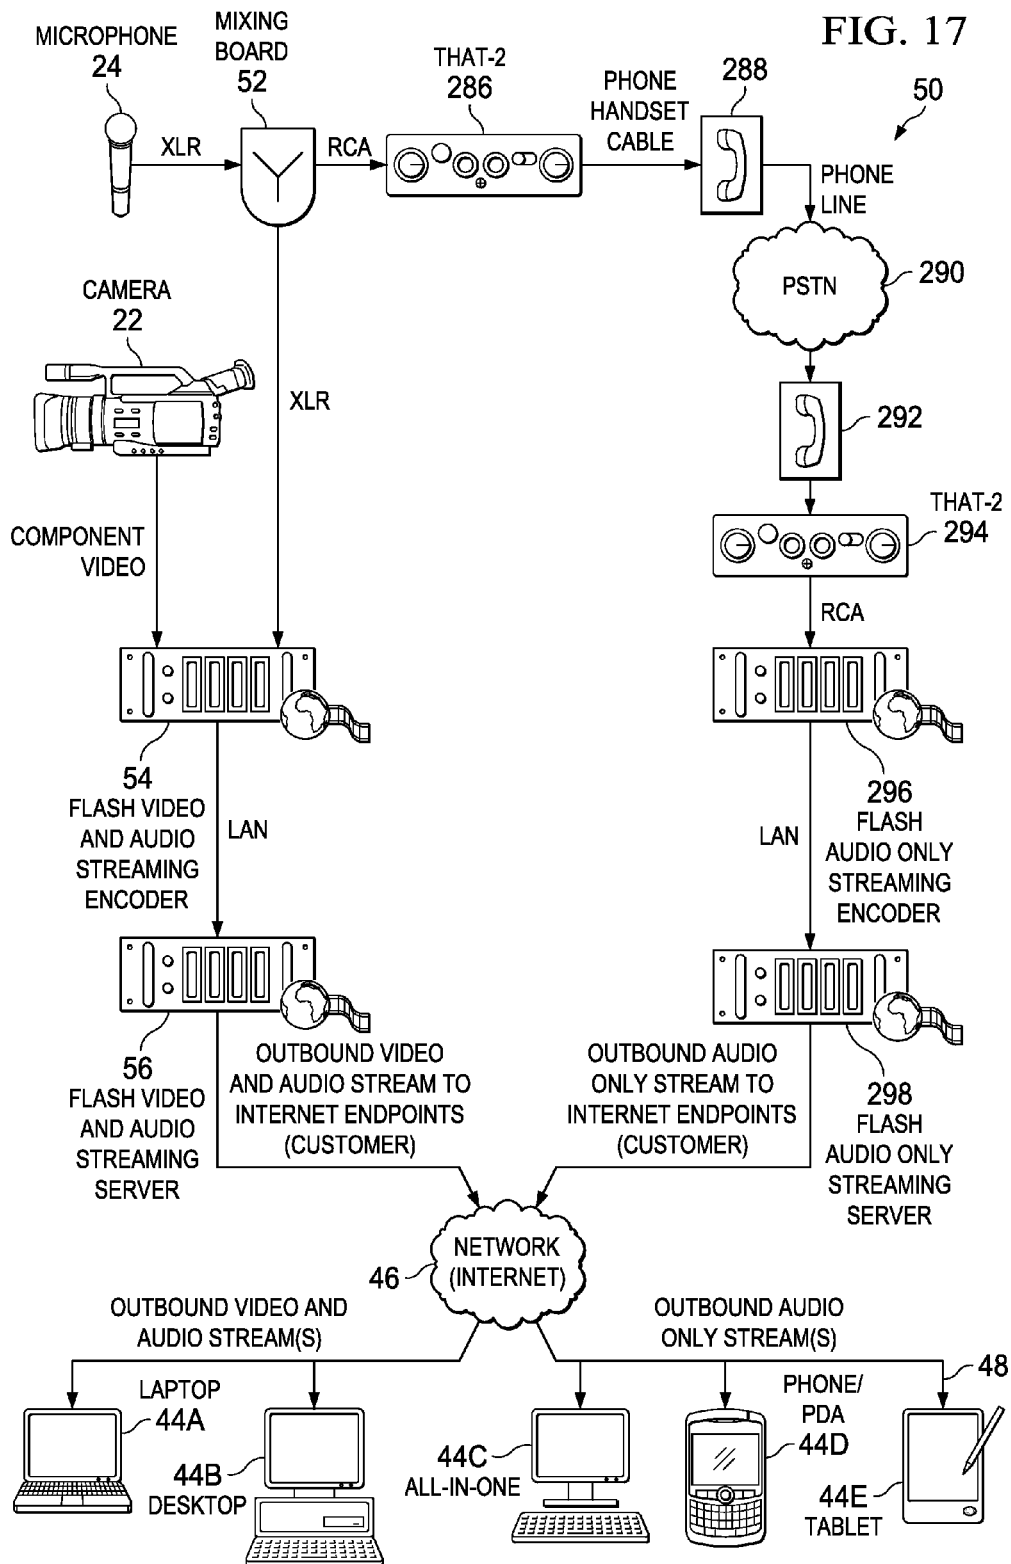 FIG. 17
50
MICROPHONE
24
MIXING
BOARD
52
THAT-2
286
PHONE
HANDSET
CABLE
288
XLR
RCA
PHONE
LINE
PSTN
290
CAMERA
22
XLR
292
COMPONENT
VIDEO
THAT-2
294
RCA
54
FLASH VIDEO
AND AUDIO
STREAMING
ENCODER
LAN
LAN
296
FLASH
AUDIO ONLY
STREAMING
ENCODER
56
FLASH VIDEO
AND AUDIO
STREAMING
SERVER
OUTBOUND VIDEO
AND AUDIO STREAM TO
INTERNET ENDPOINTS
(CUSTOMER)
OUTBOUND AUDIO
ONLY STREAM TO
INTERNET ENDPOINTS
(CUSTOMER)
298
FLASH
AUDIO ONLY
STREAMING
SERVER
46
NETWORK
(INTERNET)
OUTBOUND VIDEO AND
AUDIO STREAM(S)
OUTBOUND AUDIO
ONLY STREAM(S)
48
LAPTOP
44A
44B
DESKTOP
44C
ALL-IN-ONE
PHONE/
PDA
44D
44E
TABLET